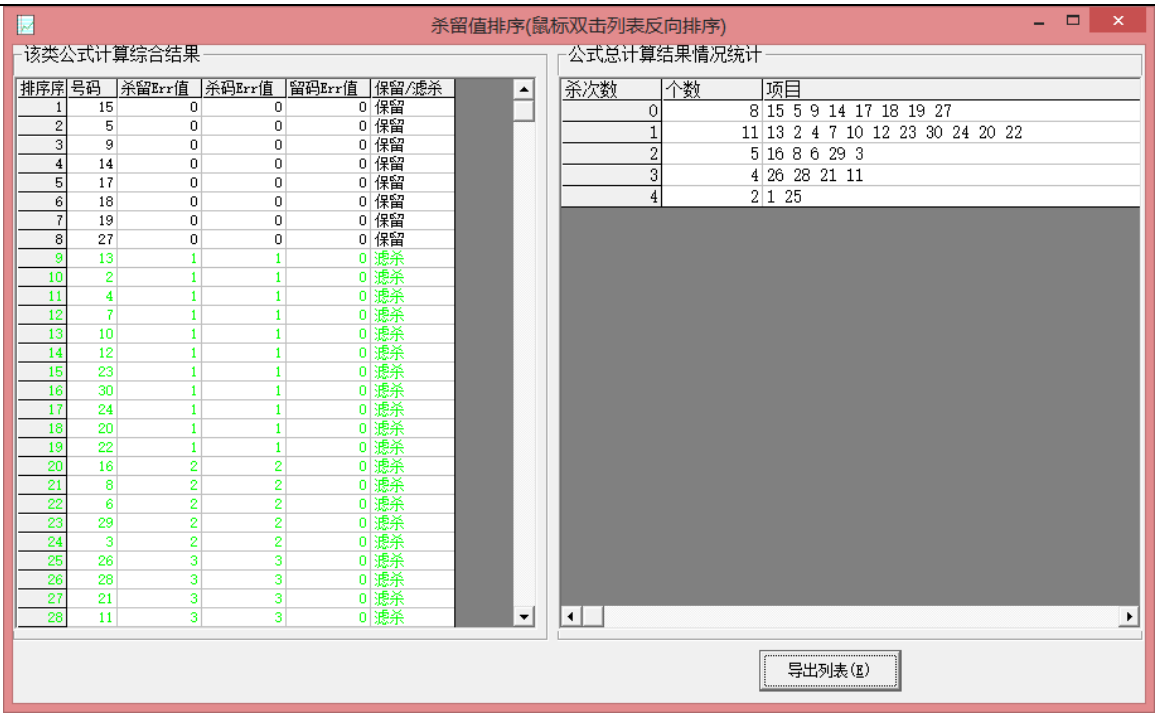 杀留值排序(鼠标双击列表反向排序)
该类公式计算综合结果
排序序 号码 杀留Err值 杀码Err值 留码Err值 保留/滤杀
1 15 0 0 0 保留
2 5 0 0 0 保留
3 9 0 0 0 保留
4 14 0 0 0 保留
5 17 0 0 0 保留
6 18 0 0 0 保留
7 19 0 0 0 保留
8 27 0 0 0 保留
9 13 1 1 0 滤杀
10 2 1 1 0 滤杀
11 4 1 1 0 滤杀
12 7 1 1 0 滤杀
13 10 1 1 0 滤杀
14 12 1 1 0 滤杀
15 23 1 1 0 滤杀
16 30 1 1 0 滤杀
17 24 1 1 0 滤杀
18 20 1 1 0 滤杀
19 22 1 1 0 滤杀
20 16 2 2 0 滤杀
21 8 2 2 0 滤杀
22 6 2 2 0 滤杀
23 29 2 2 0 滤杀
24 3 2 2 0 滤杀
25 26 3 3 0 滤杀
26 28 3 3 0 滤杀
27 21 3 3 0 滤杀
28 11 3 3 0 滤杀
公式总计算结果情况统计
杀次数 个数 项目
0 8 15 5 9 14 17 18 19 27
1 11 13 2 4 7 10 12 23 30 24 20 22
2 5 16 8 6 29 3
3 4 26 28 21 11
4 2 1 25
导出列表(E)